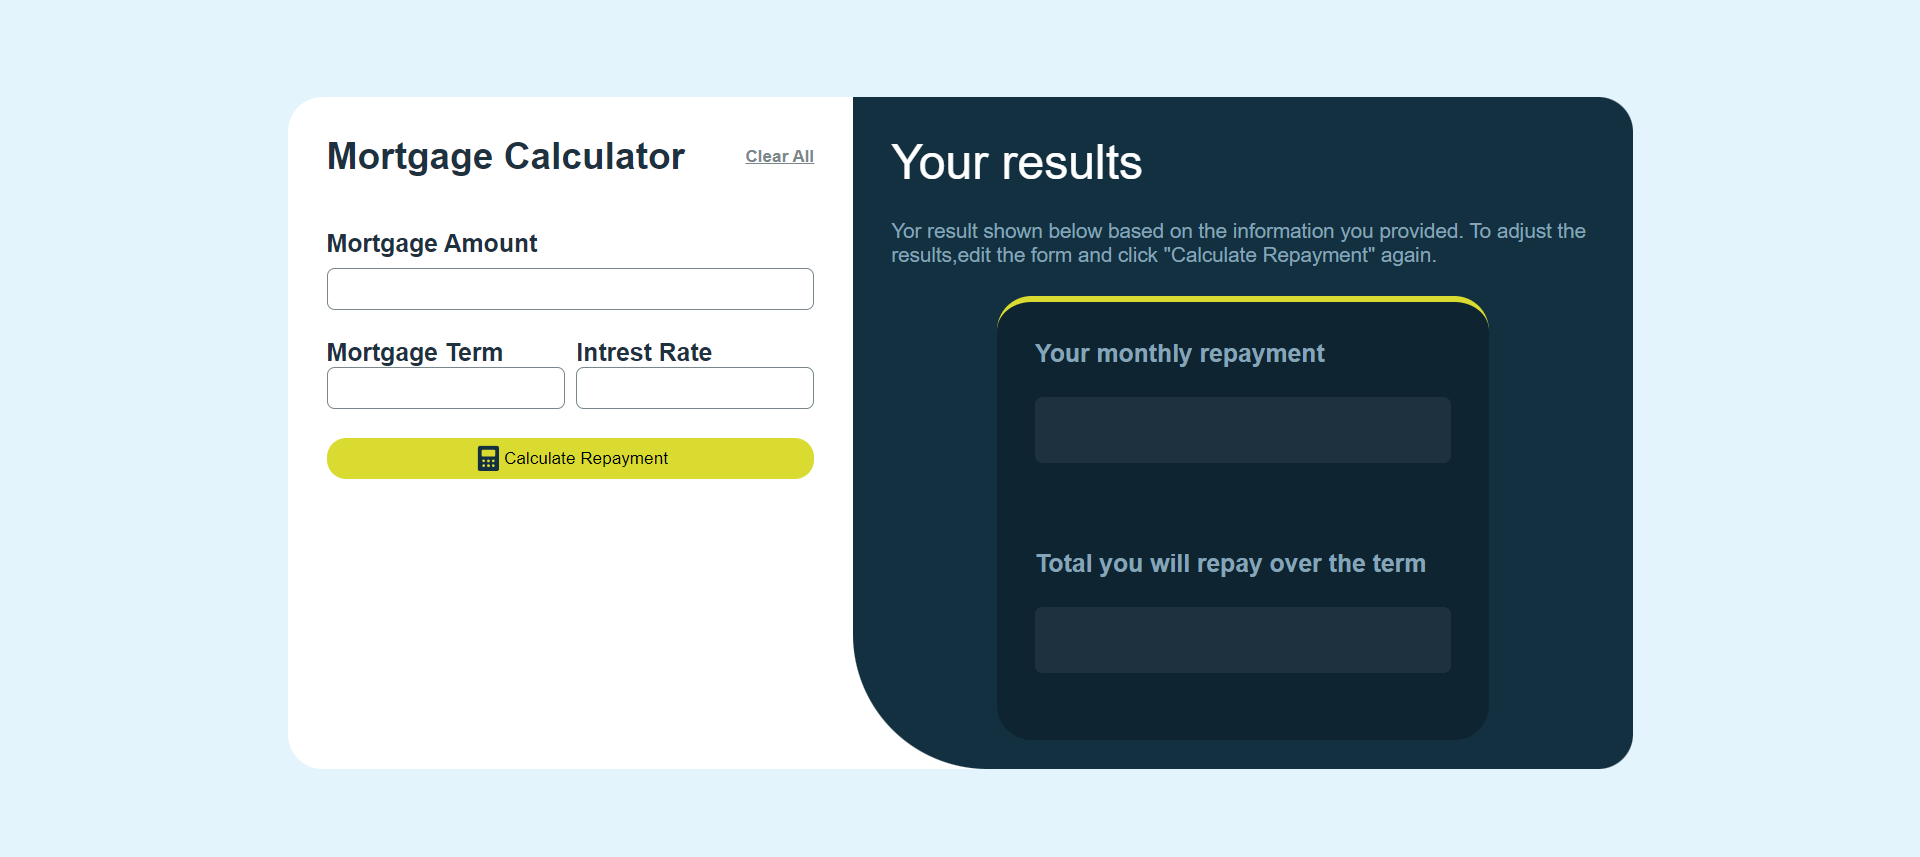 Mortgage Calculator
Clear All
Mortgage Amount
Mortgage Term
Intrest Rate
Calculate Repayment
Your results
Yor result shown below based on the information you provided. To adjust the
results,edit the form and click "Calculate Repayment" again.
Your monthly repayment
Total you will repay over the term